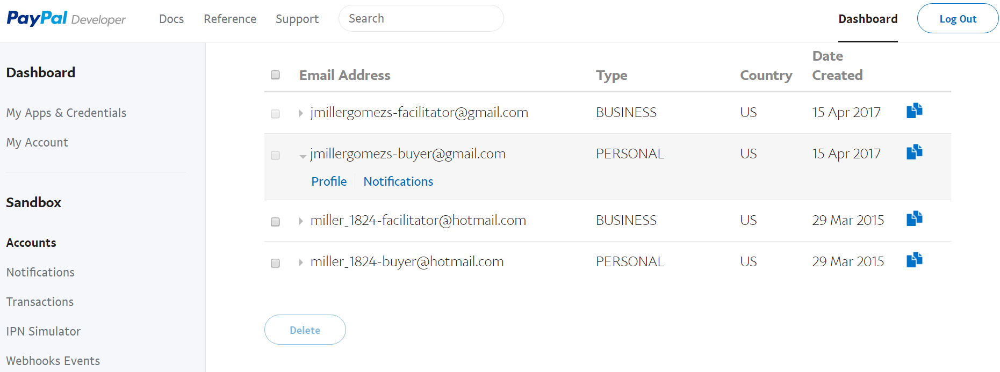 PayPal Developer Docs Reference Support Search Dashboard Log Out
Dashboard
My Apps & Credentials
My Account
Sandbox
Accounts
Notifications
Transactions
IPN Simulator
Webhooks Events
Email Address Type Country Date Created
jmillergomezs-facilitator@gmail.com BUSINESS US 15 Apr 2017
jmillergomezs-buyer@gmail.com PERSONAL US 15 Apr 2017
Profile Notifications
miller_1824-facilitator@hotmail.com BUSINESS US 29 Mar 2015
miller_1824-buyer@hotmail.com PERSONAL US 29 Mar 2015
Delete